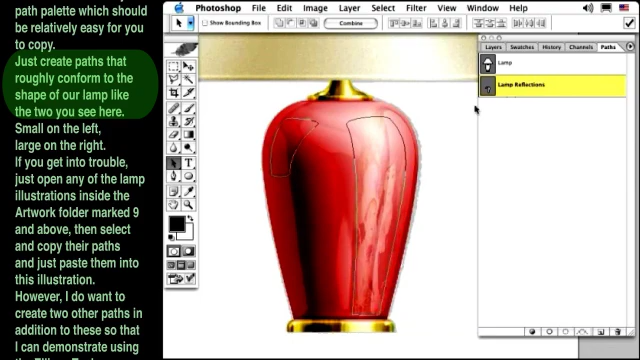 path palette which should
be relatively easy for you
to copy.
Just create paths that
roughly conform to the
shape of our lamp like
the two you see here.
Small on the left,
large on the right.
If you get into trouble,
just open any of the lamp
illustrations inside the
Artwork folder marked 9
and above, then select
and copy their paths
and just paste them into
this illustration.
However, I do want to
create two other paths in
addition to these so that
I can demonstrate using
Photoshop File Edit Image Layer Select Filter View Window Help
Show Bounding Box Combine
Layers Swatches History Channels Paths
Lamp
Lamp Reflections